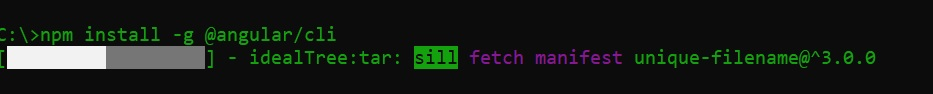 C:\>npm install -g @angular/cli
[ ] - idealTree:tar: sill fetch manifest unique-filename@^3.0.0